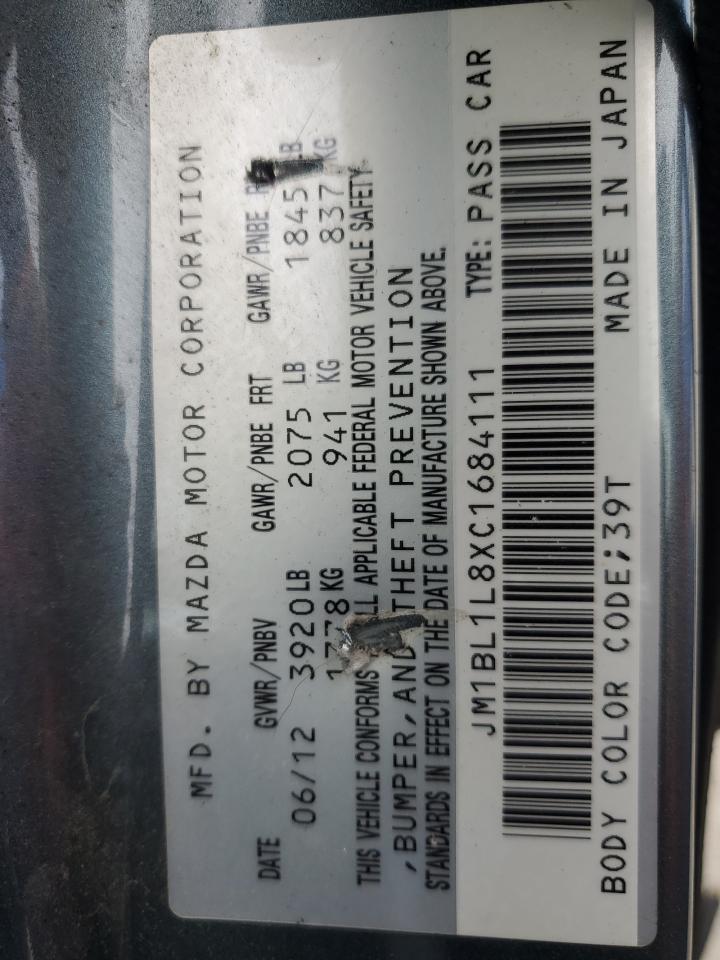 MFD. BY MAZDA MOTOR CORPORATION
DATE GVWR/PNBV GAWR/PNBE FRT GAWR/PNBE
06/12 3920LB 2075 LB 1845 LB
KG 941 KG 837 KG
THIS VEHICLE CONFORMS APPLICABLE FEDERAL MOTOR VEHICLE SAFETY
,BUMPER,AND THEFT PREVENTION
STANDARDS IN EFFECT ON THE DATE OF MANUFACTURE SHOWN ABOVE.
JM1BL1L8XC1684111 TYPE: PASS CAR
BODY COLOR CODE;39T MADE IN JAPAN